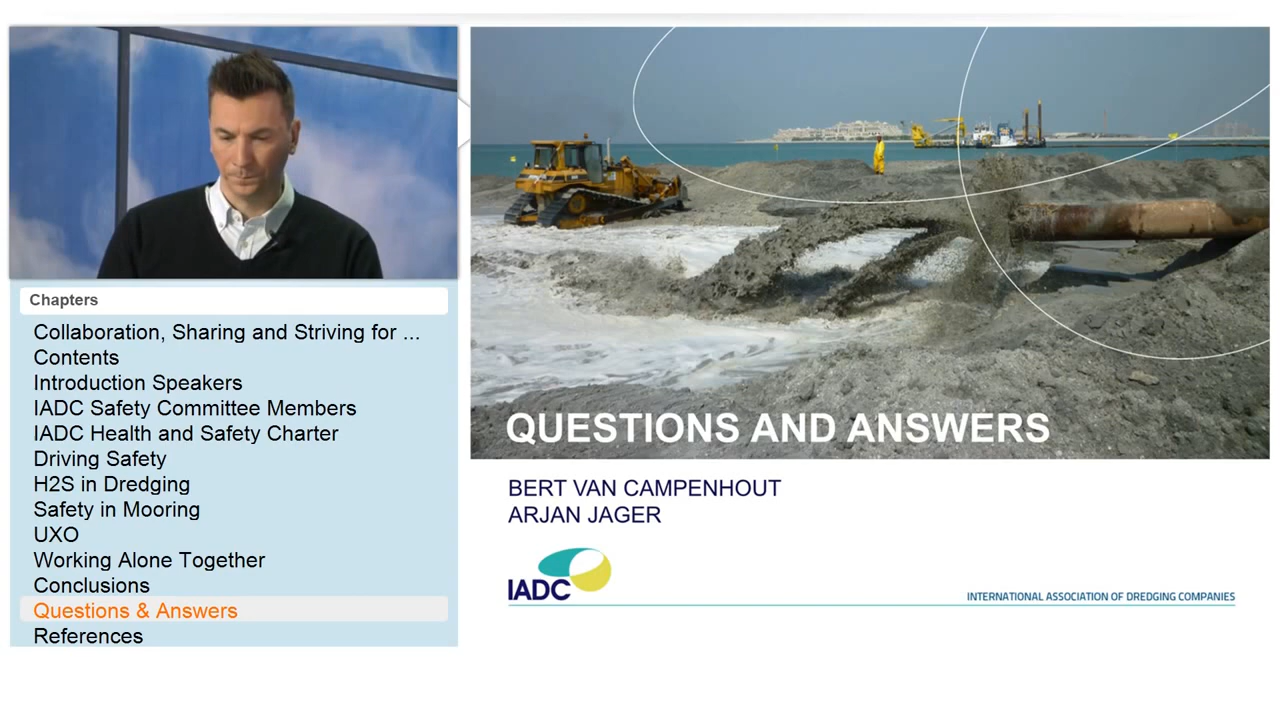 Chapters
Collaboration, Sharing and Striving for ...
Contents
Introduction Speakers
IADC Safety Committee Members
IADC Health and Safety Charter
Driving Safety
H2S in Dredging
Safety in Mooring
UXO
Working Alone Together
Conclusions
Questions & Answers
References
QUESTIONS AND ANSWERS
BERT VAN CAMPENHOUT
ARJAN JAGER
IADC
INTERNATIONAL ASSOCIATION OF DREDGING COMPANIES